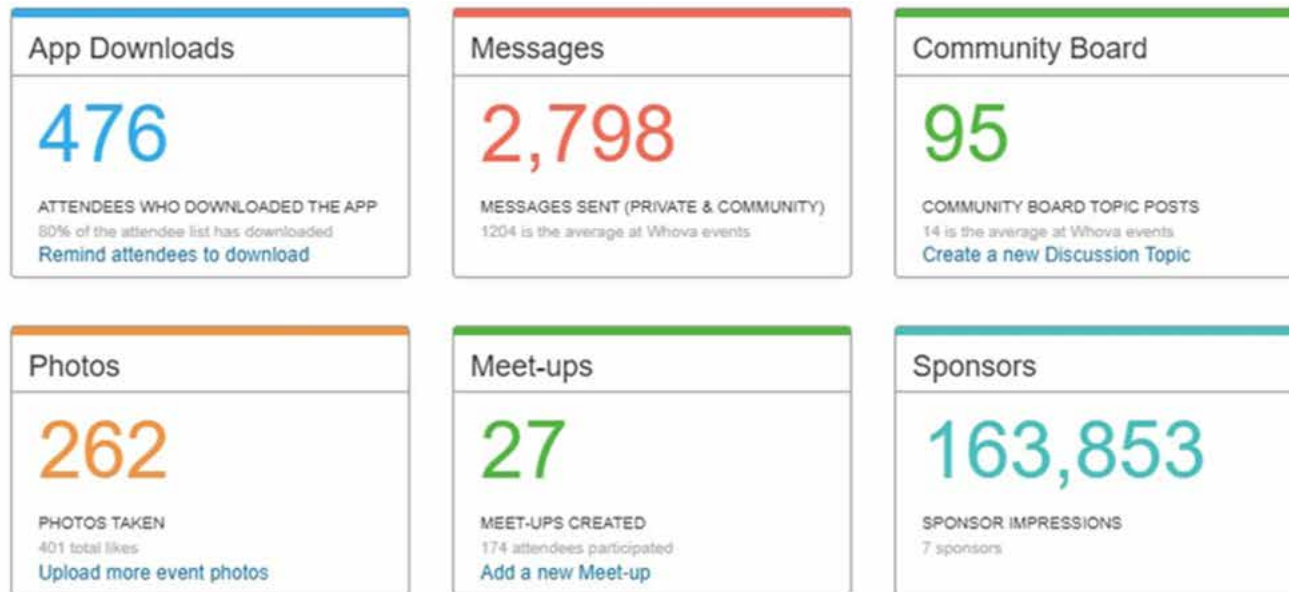 App Downloads
476
ATTENDEES WHO DOWNLOADED THE APP
80% of the attendee list has downloaded
Remind attendees to download
Messages
2,798
MESSAGES SENT (PRIVATE & COMMUNITY)
1204 is the average at Whova events
Community Board
95
COMMUNITY BOARD TOPIC POSTS
14 is the average at Whova events
Create a new Discussion Topic
Photos
262
PHOTOS TAKEN
401 total likes
Upload more event photos
Meet-ups
27
MEET-UPS CREATED
174 attendees participated
Add a new Meet-up
Sponsors
163,853
SPONSOR IMPRESSIONS
7 sponsors